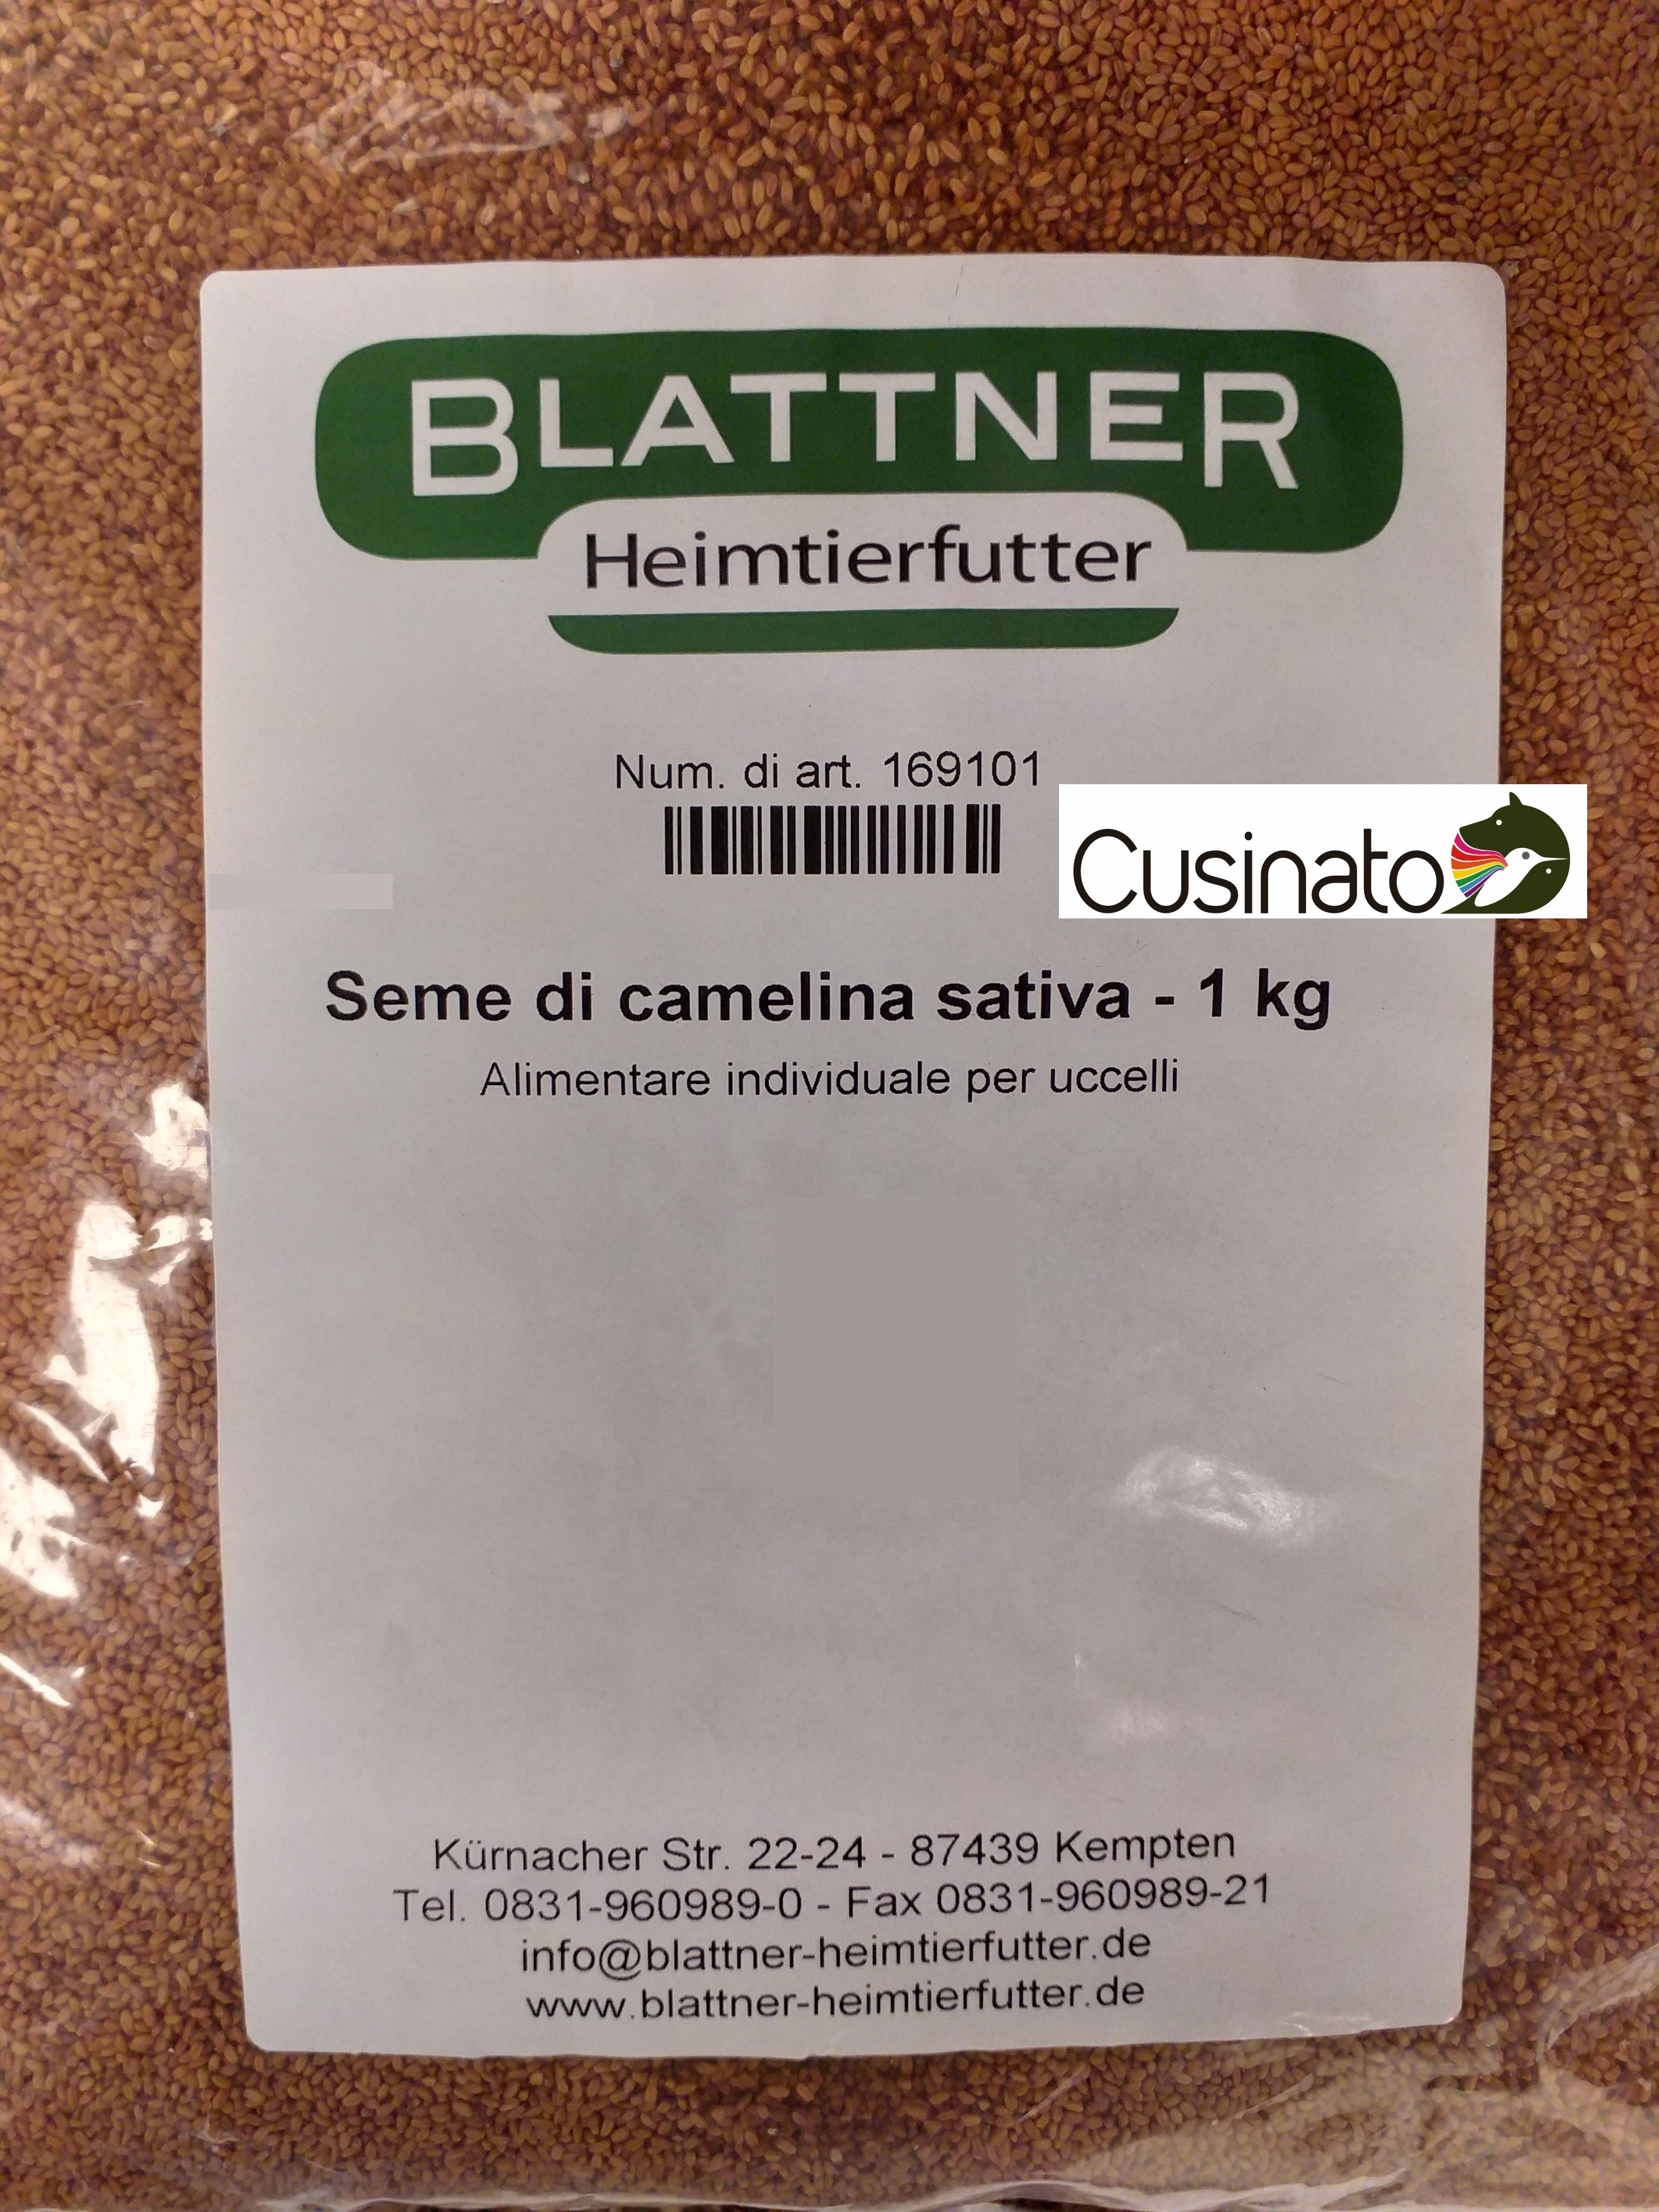 BLATTNER
Heimtierfutter
Num. di art. 169101
Cusinato
Seme di camelina sativa - 1 kg
Alimentare individuale per uccelli
Kürnacher Str. 22-24 - 87439 Kempten
Tel. 0831-960989-0 - Fax 0831-960989-21
info@blattner-heimtierfutter.de
www.blattner-heimtierfutter.de